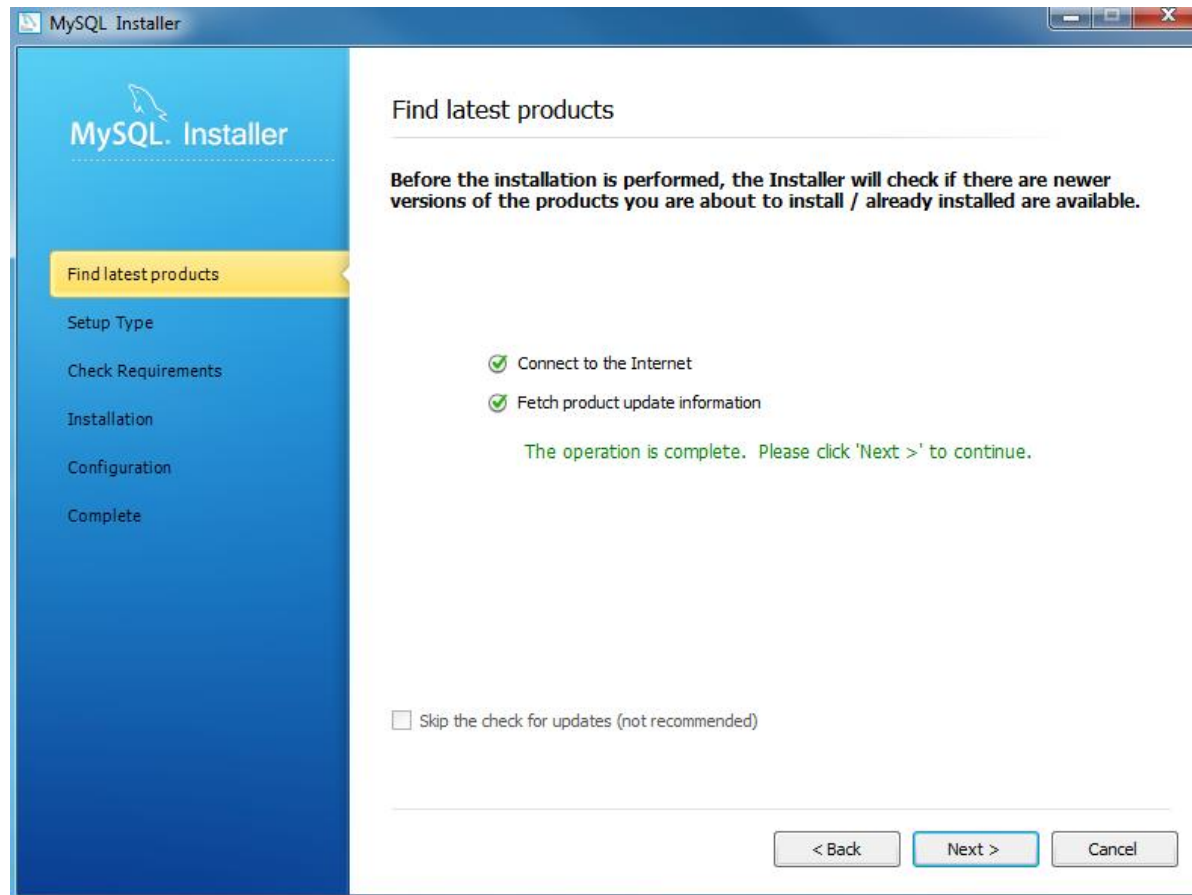 MySQL Installer
MySQL. Installer
Find latest products
Setup Type
Check Requirements
Installation
Configuration
Complete
Find latest products
Before the installation is performed, the Installer will check if there are newer
versions of the products you are about to install / already installed are available.
Connect to the Internet
Fetch product update information
The operation is complete. Please click 'Next >' to continue.
Skip the check for updates (not recommended)
< Back Next > Cancel